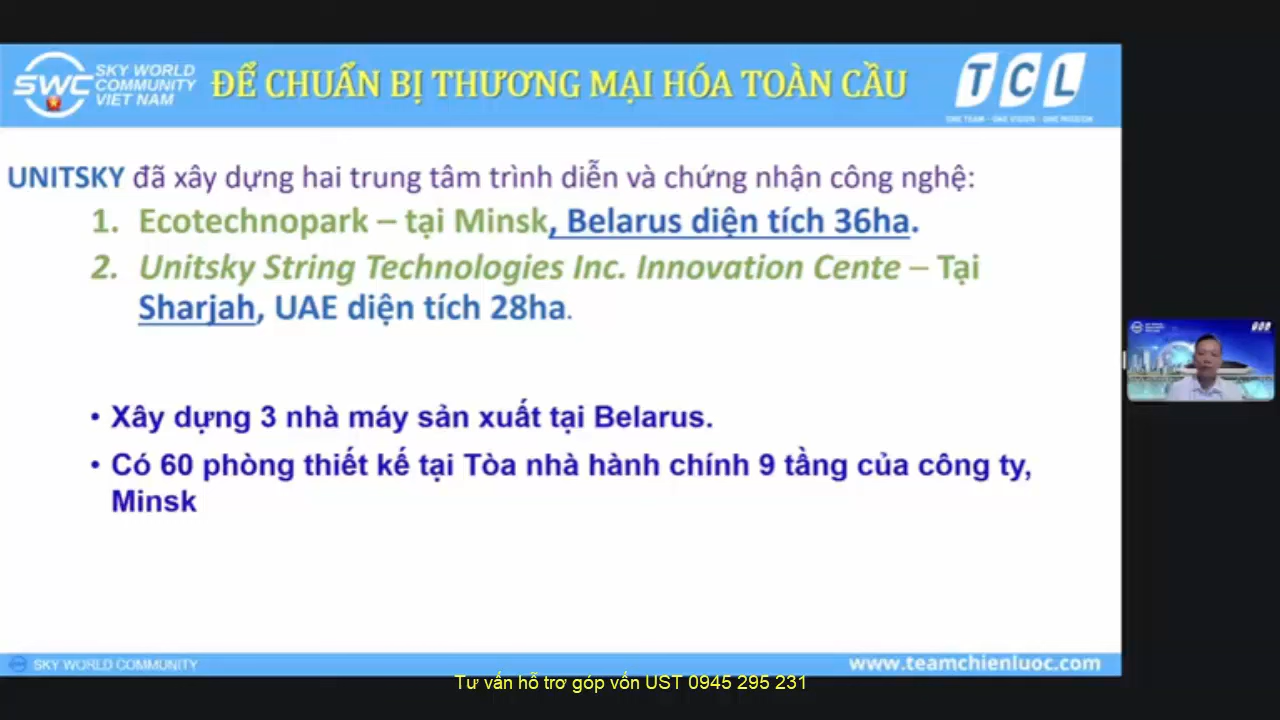 SWC SKY WORLD
COMMUNITY
VIET NAM
ĐỂ CHUẨN BỊ THƯƠNG MẠI HÓA TOÀN CẦU
TCL
ONE TEAM - ONE VISION - ONE MISSION
UNITSKY đã xây dựng hai trung tâm trình diễn và chứng nhận công nghệ:
1. Ecotechnopark – tại Minsk, Belarus diện tích 36ha.
2. Unitsky String Technologies Inc. Innovation Cente – Tại
Sharjah, UAE diện tích 28ha.
• Xây dựng 3 nhà máy sản xuất tại Belarus.
• Có 60 phòng thiết kế tại Tòa nhà hành chính 9 tầng của công ty,
Minsk
SKY WORLD COMMUNITY
www.teamchienluoc.com
Tư vấn hỗ trơ góp vốn UST 0945 295 231